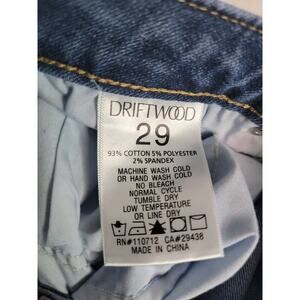 DRIFTWOOD
29
93% COTTON 5% POLYESTER
2% SPANDEX
MACHINE WASH COLD
OR HAND WASH COLD
NO BLEACH
NORMAL CYCLE
TUMBLE DRY
LOW TEMPERATURE
OR LINE DRY
RN#110712 CA#29438
MADE IN CHINA